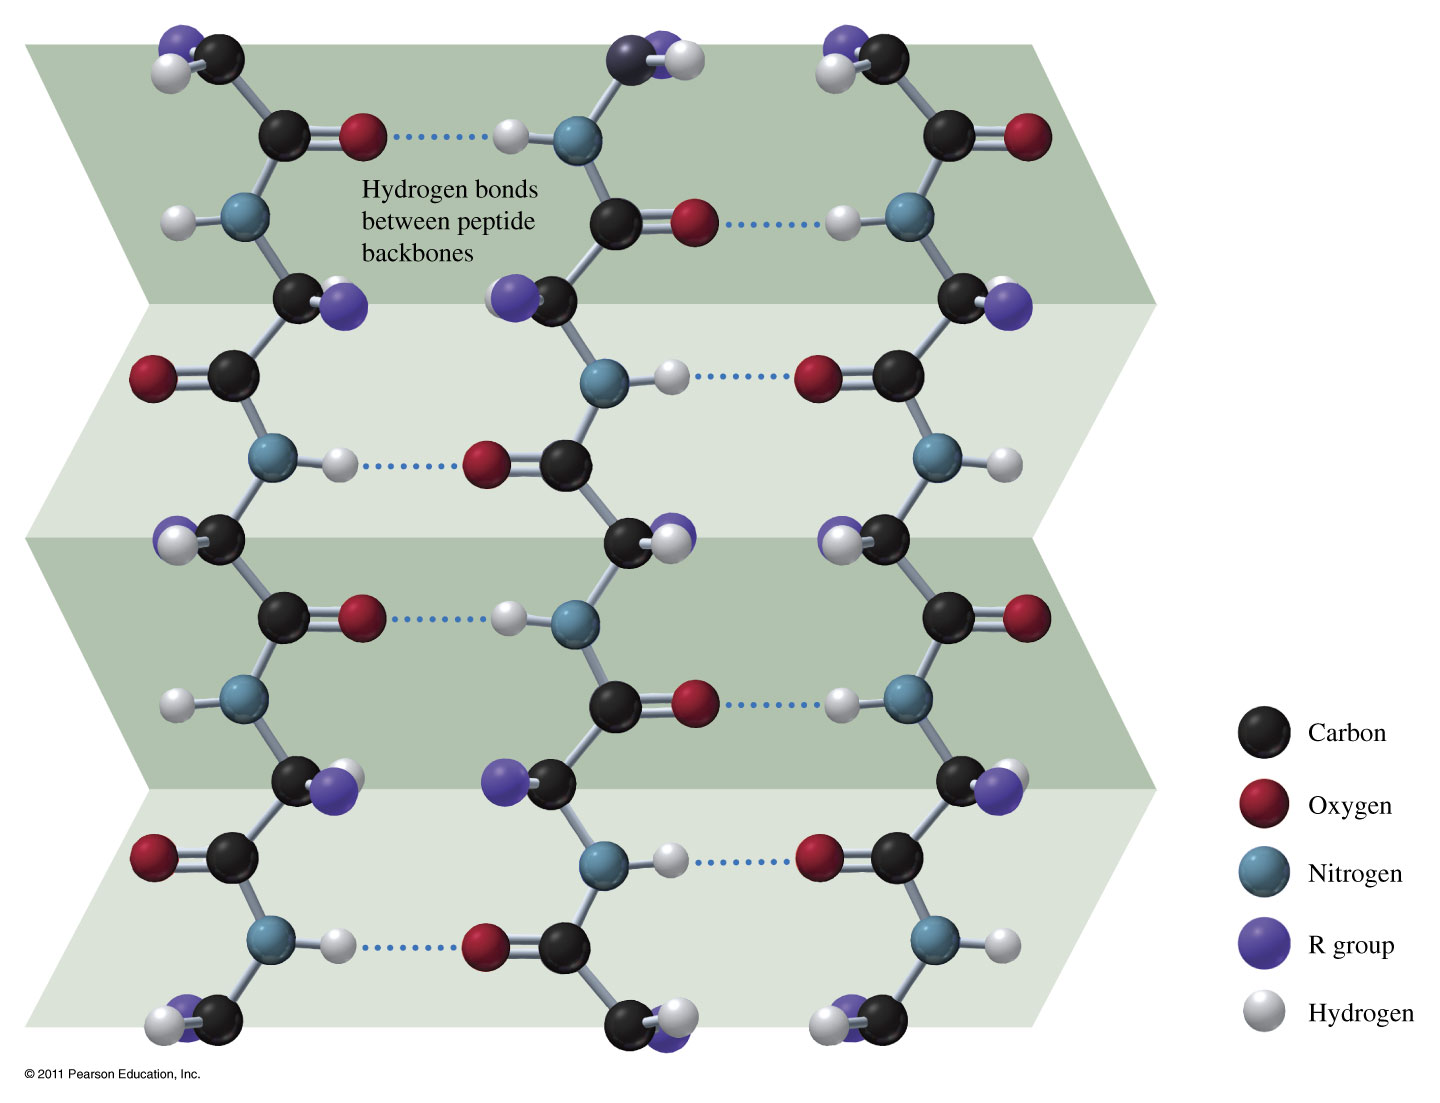 Hydrogen bonds
between peptide
backbones
Carbon
Oxygen
Nitrogen
R group
Hydrogen
© 2011 Pearson Education, Inc.